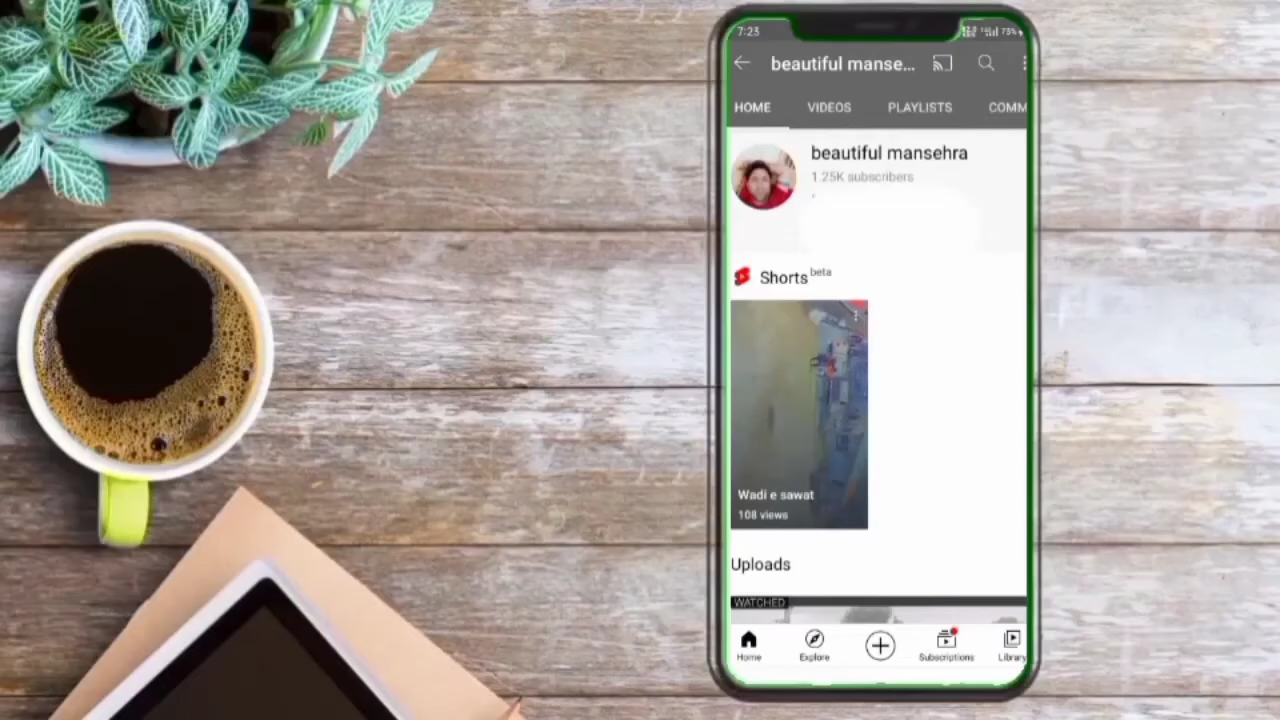 7:23
73%
beautiful manse...
HOME VIDEOS PLAYLISTS COMM
beautiful mansehra
1.25K subscribers
Shorts beta
Wadi e sawat
108 views
Uploads
WATCHED
Home Explore Subscriptions Library